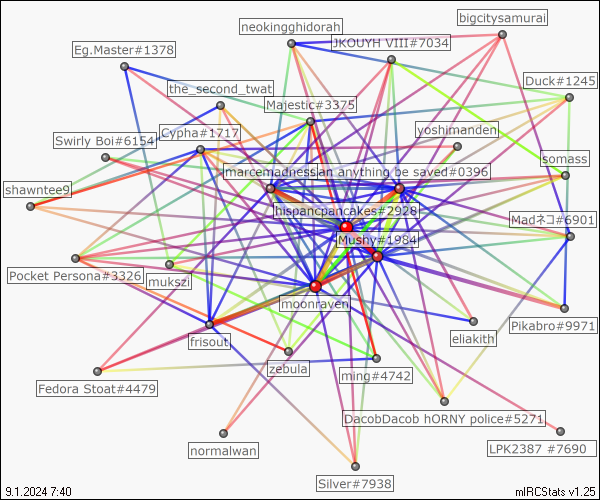 bigcitysamurai
neokingghidorah
JKOUYH VIII#7034
Eg.Master#1378
Duck#1245
the_second_twat
Majestic#3375
yoshimanden
Cypha#1717
Swirly Boi#6154
somass
marcemadness
an anything be saved#0396
shawntee9
hispancpancakes#2928
Madネコ#6901
Mushy#1984
Pocket Persona#3326
mukszi
moonraven
Pikabro#9971
eliakith
frisout
zebula
ming#4742
Fedora Stoat#4479
DacobDacob hORNY police#5271
normalwan
LPK2387 #7690
Silver#7938
9.1.2024 7:40
mIRCStats v1.25